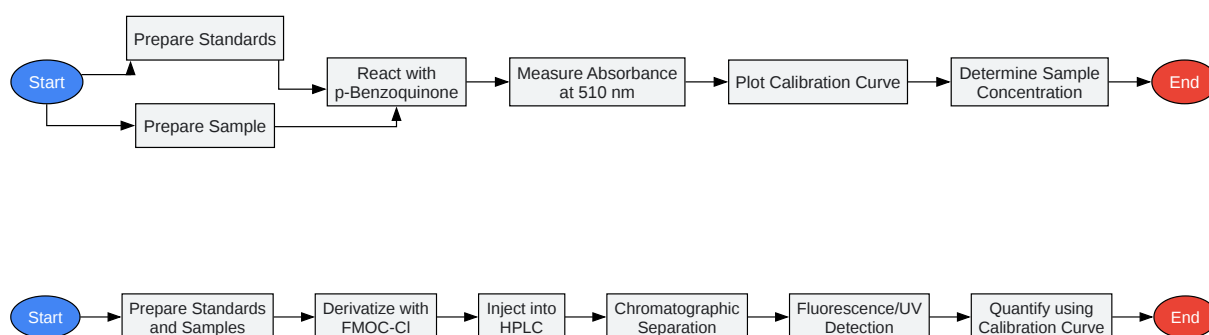 Start
Prepare Standards
Prepare Sample
React with
p-Benzoquinone
Measure Absorbance
at 510 nm
Plot Calibration Curve
Determine Sample
Concentration
End
Start
Prepare Standards
and Samples
Derivatize with
FMOC-Cl
Inject into
HPLC
Chromatographic
Separation
Fluorescence/UV
Detection
Quantify using
Calibration Curve
End